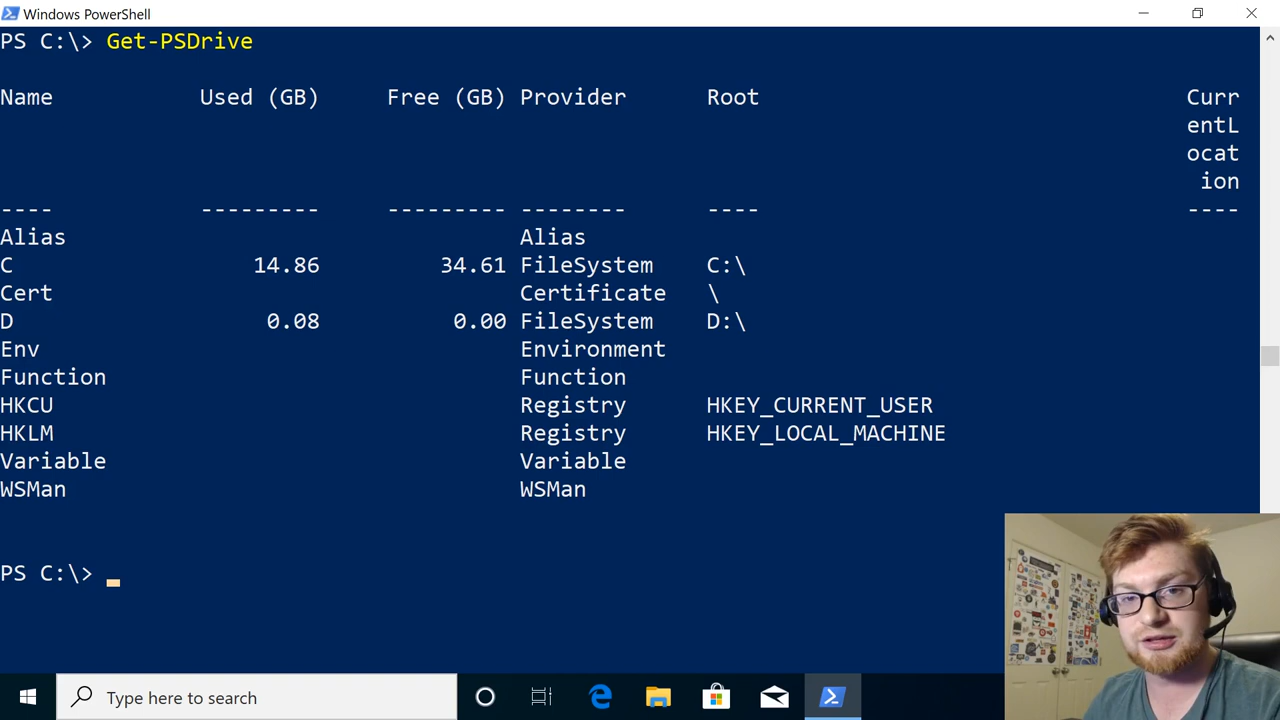 Windows PowerShell
PS C:\> Get-PSDrive
Name Used (GB) Free (GB) Provider Root Curr
entL
ocat
ion
---- --------- --------- -------- ---- ----
Alias Alias
C 14.86 34.61 FileSystem C:\
Cert Certificate \
D 0.08 0.00 FileSystem D:\
Env Environment
Function Function
HKCU Registry HKEY_CURRENT_USER
HKLM Registry HKEY_LOCAL_MACHINE
Variable Variable
WSMan WSMan
PS C:\>
Type here to search